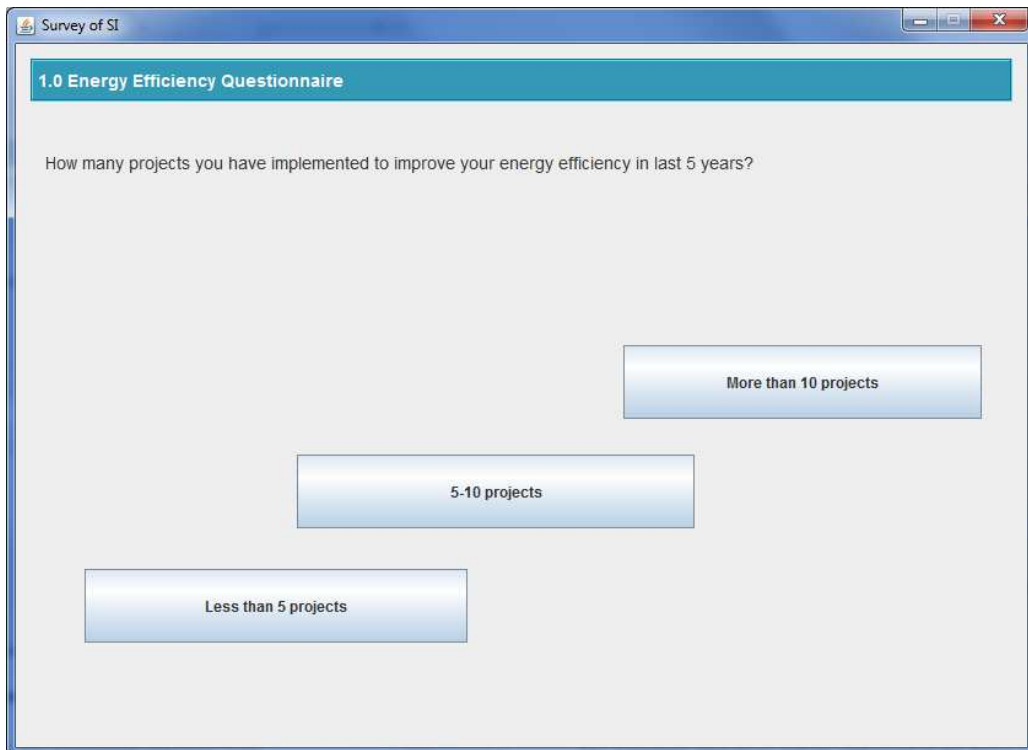 Survey of SI
1.0 Energy Efficiency Questionnaire
How many projects you have implemented to improve your energy efficiency in last 5 years?
More than 10 projects
5-10 projects
Less than 5 projects